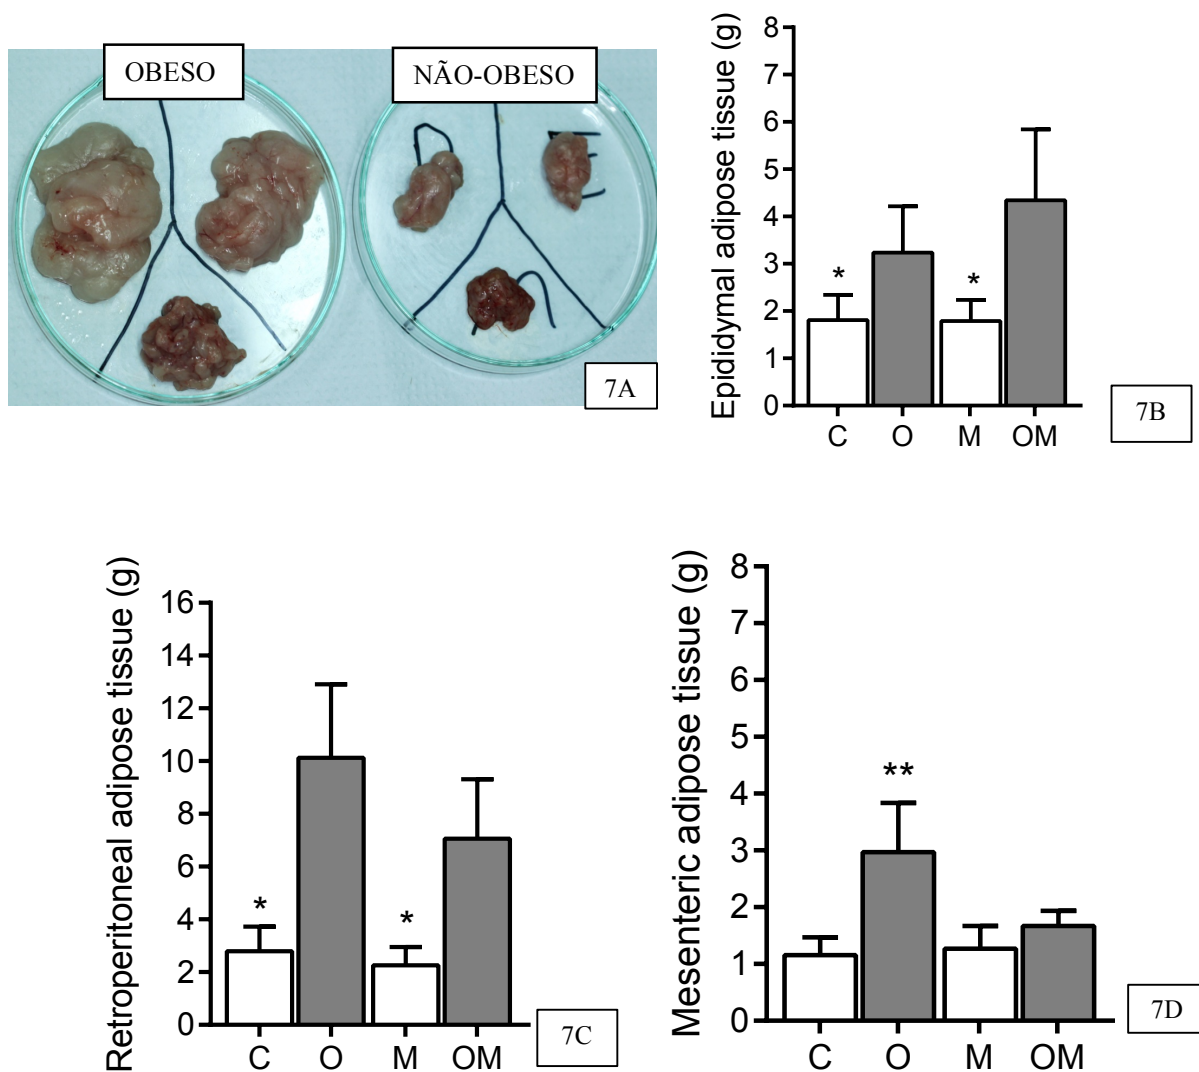 OBESO
NÃO-OBESO
7A
Epididymal adipose tissue (g)
8
7
6
5
4
3
2
1
0
*
*
C O M OM
7B
Retroperitoneal adipose tissue (g)
16
14
12
10
8
6
4
2
0
*
*
C O M OM
7C
Mesenteric adipose tissue (g)
8
7
6
5
4
3
2
1
0
**
C O M OM
7D